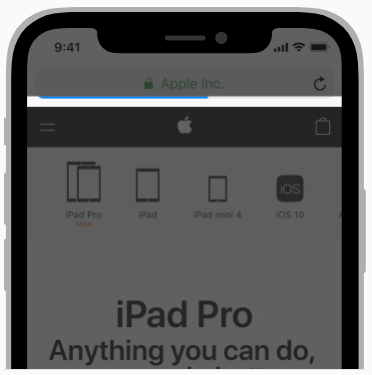 9:41
Apple Inc.
iPad Pro
New
iPad
iPad mini 4
iOS
iOS 10
iPad Pro
Anything you can do,